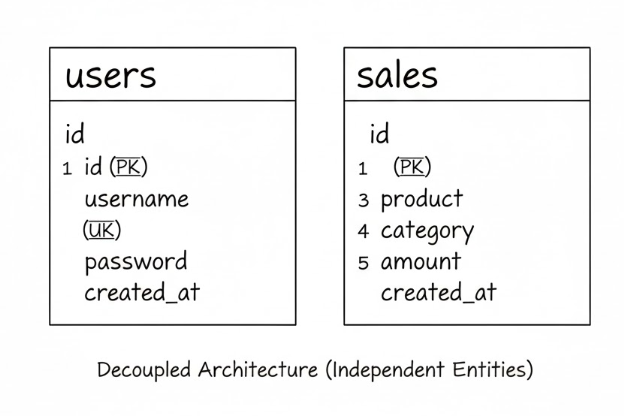 users
id
1 id (PK)
username
(UK)
password
created_at
sales
id
1 (PK)
3 product
4 category
5 amount
created_at
Decoupled Architecture (Independent Entities)